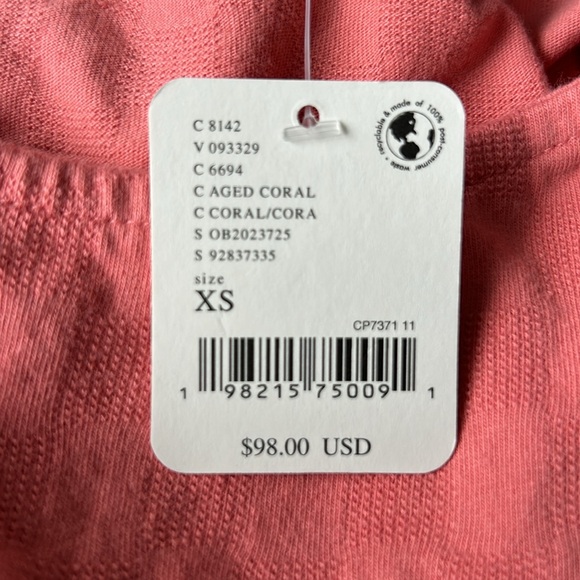 C 8142
V 093329
C 6694
C AGED CORAL
C CORAL/CORA
S OB2023725
S 92837335
size
XS
recyclable & made of 100% post-consumer waste •
CP7371 11
1 98215 75009 1
$98.00 USD